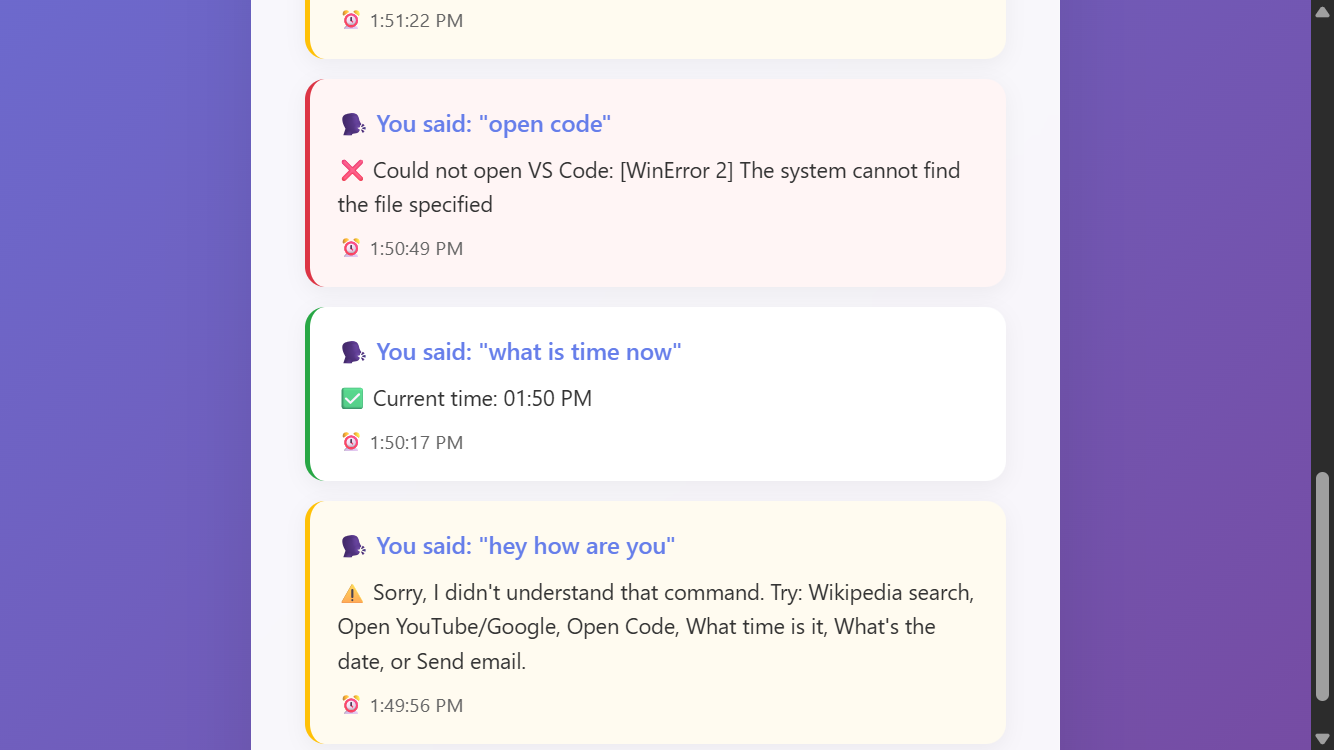 1:51:22 PM
You said: "open code"
Could not open VS Code: [WinError 2] The system cannot find
the file specified
1:50:49 PM
You said: "what is time now"
Current time: 01:50 PM
1:50:17 PM
You said: "hey how are you"
Sorry, I didn't understand that command. Try: Wikipedia search,
Open YouTube/Google, Open Code, What time is it, What's the
date, or Send email.
1:49:56 PM